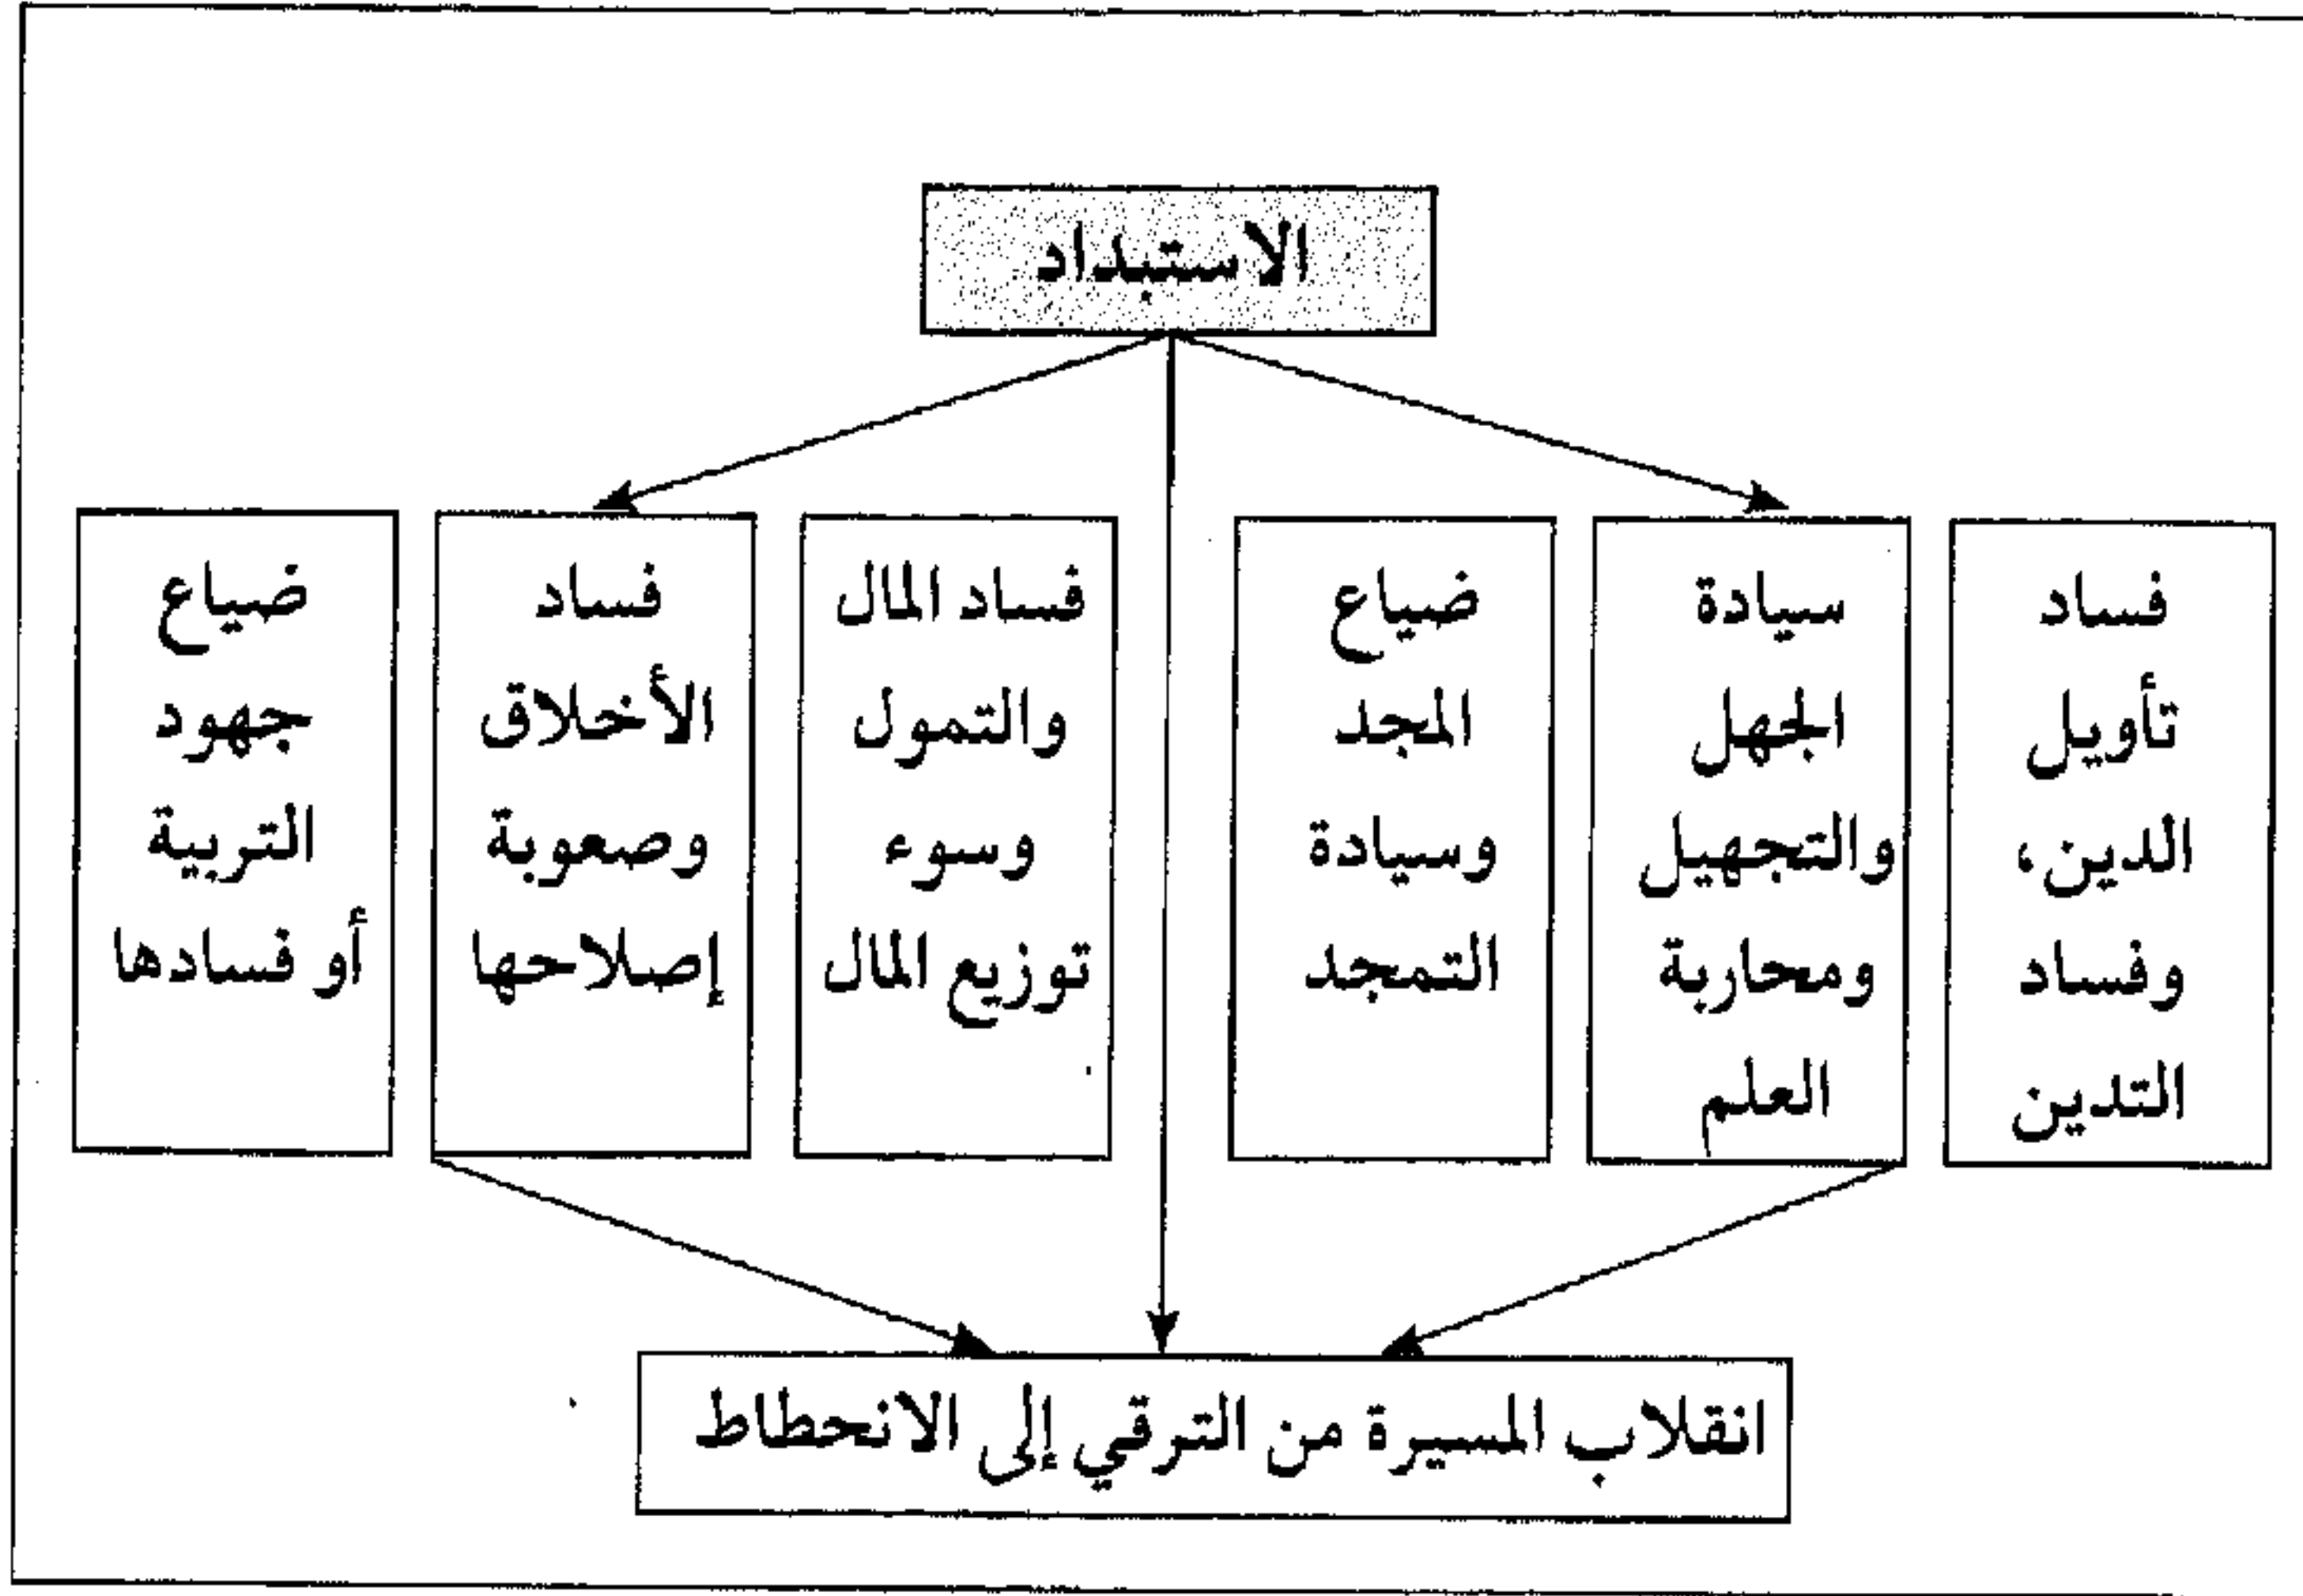 الاستبداد
فساد
تأويل
الدين،
وفساد
التدين
سيادة
الجهل
والتجهيل
ومحاربة
العلم
ضياع
المجد
وسيادة
التمجد
فساد المال
والتمول
وسوء
توزيع المال
فساد
الأخلاق
وصعوبة
إصلاحها
ضياع
جهود
التربية
أو فسادها
انقلاب المسيرة من الترقي إلى الانحطاط